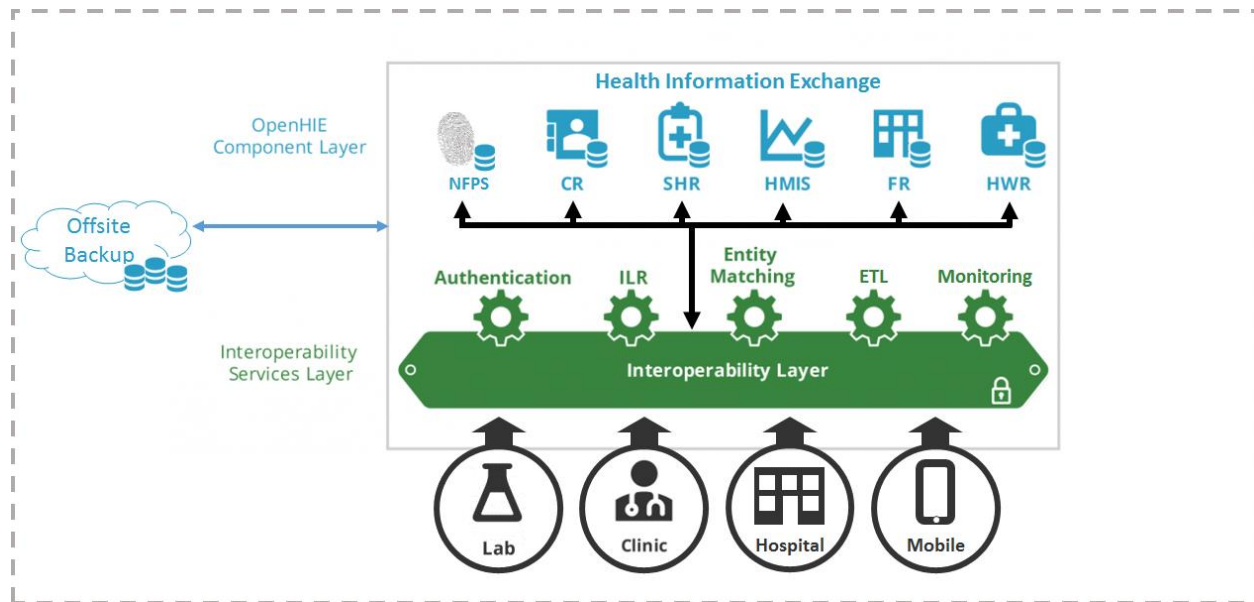 Health Information Exchange
OpenHIE
Component Layer
NFPS
CR
SHR
HMIS
FR
HWR
Offsite
Backup
Authentication
ILR
Entity
Matching
ETL
Monitoring
Interoperability
Services Layer
Interoperability Layer
Lab
Clinic
Hospital
Mobile